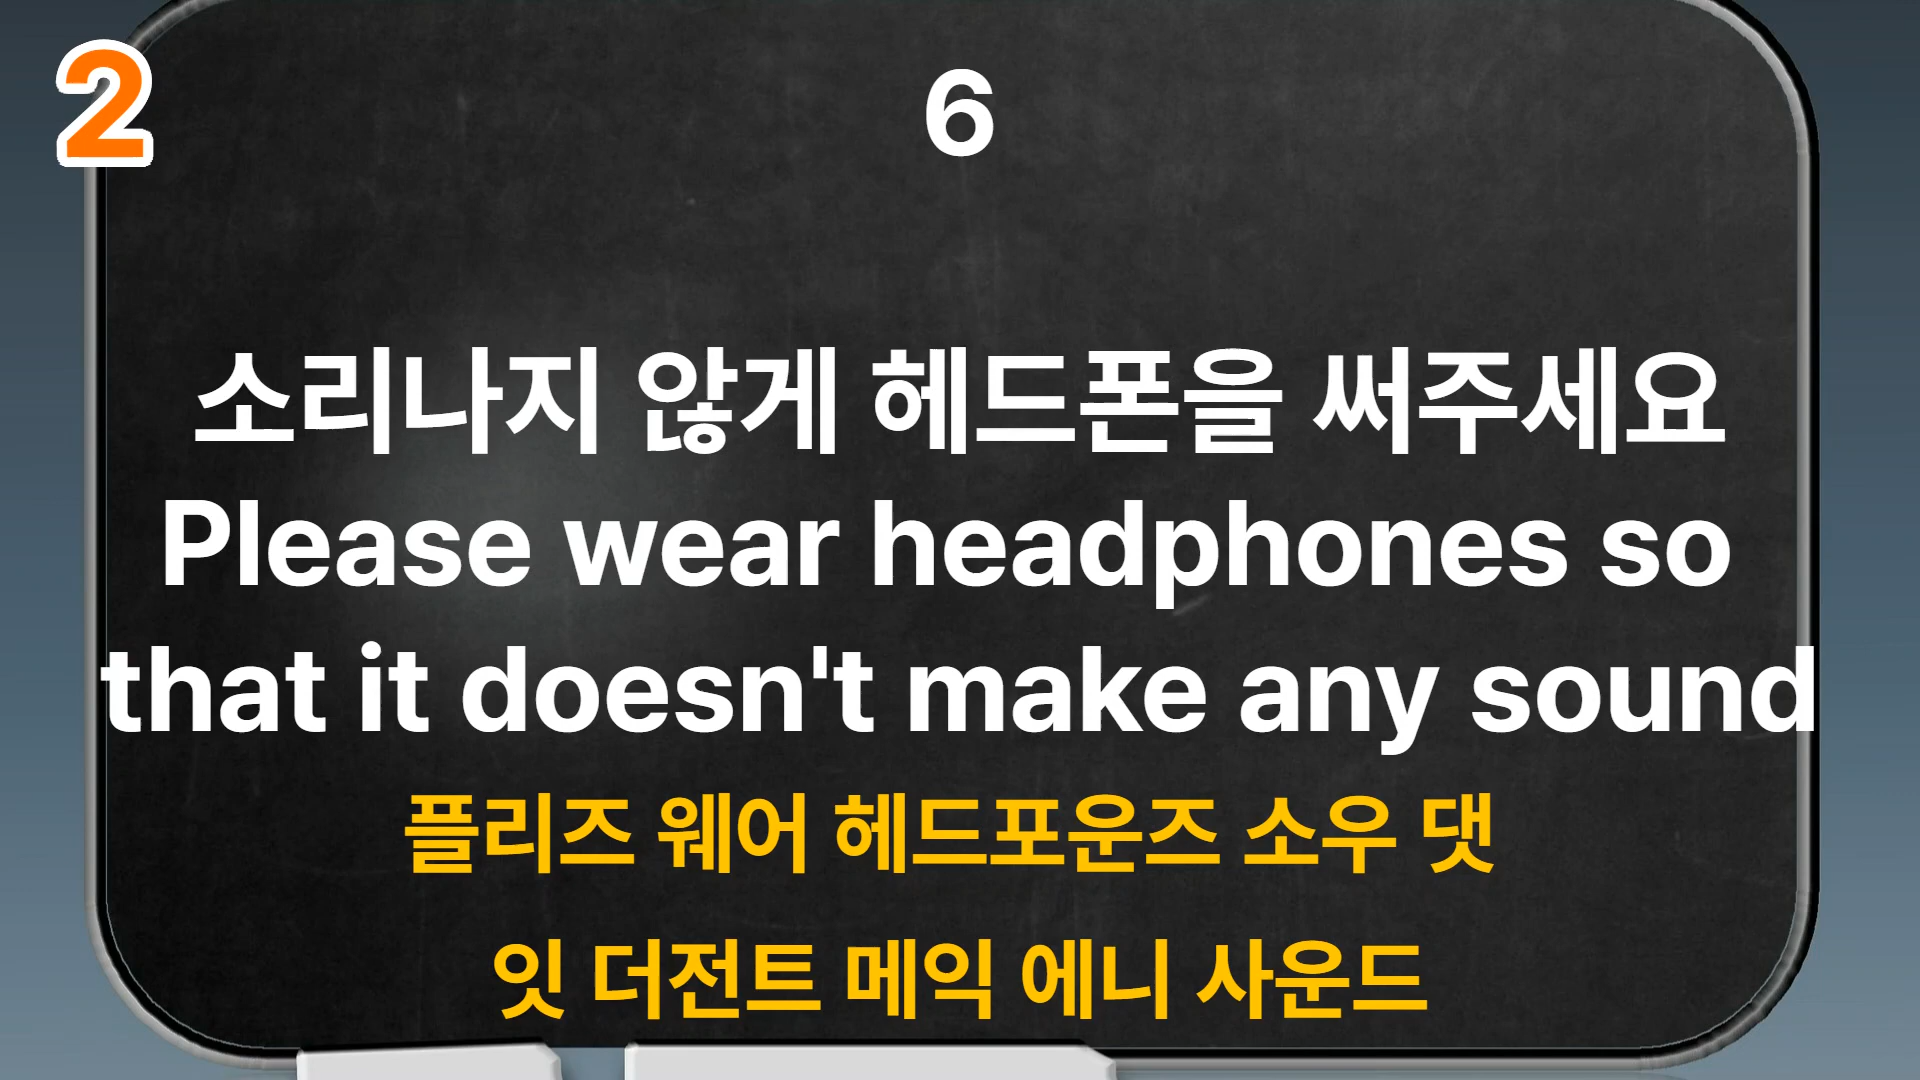 2
6
소리나지 않게 헤드폰을 써주세요
Please wear headphones so
that it doesn't make any sound
플리즈 웨어 헤드포운즈 소우 댓
잇 더전트 메익 에니 사운드